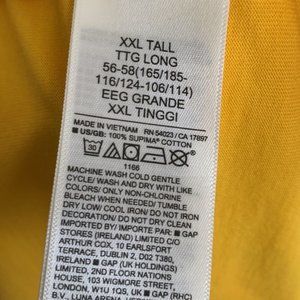 XXL TALL
TTG LONG
56-58(165/185-
116/124-106/114)
EEG GRANDE
XXL TINGGI
MADE IN VIETNAM RN 54023 / CA 17897
■ US/GB: 100% SUPIMA® COTTON
30
1166
MACHINE WASH COLD GENTLE
CYCLE/ WASH AND DRY WITH LIKE
COLORS/ ONLY NON-CHLORINE
BLEACH WHEN NEEDED/ TUMBLE
DRY LOW/ COOL IRON/ DO NOT IRON
DECORATION/ DO NOT DRY CLEAN
IMPORTED BY/IMPORTE PAR: ■ GAP
STORES (IRELAND) LIMITED C/O
ARTHUR COX, 10 EARLSFORT
TERRACE, DUBLIN 2, D02 T380,
IRELAND ■ GAP (UK HOLDINGS)
LIMITED, 2ND FLOOR NATIONS
HOUSE, 103 WIGMORE STREET,
LONDON, W1U 1QS, ■ GAP (RHC)
B.V., LUNA ARENA,